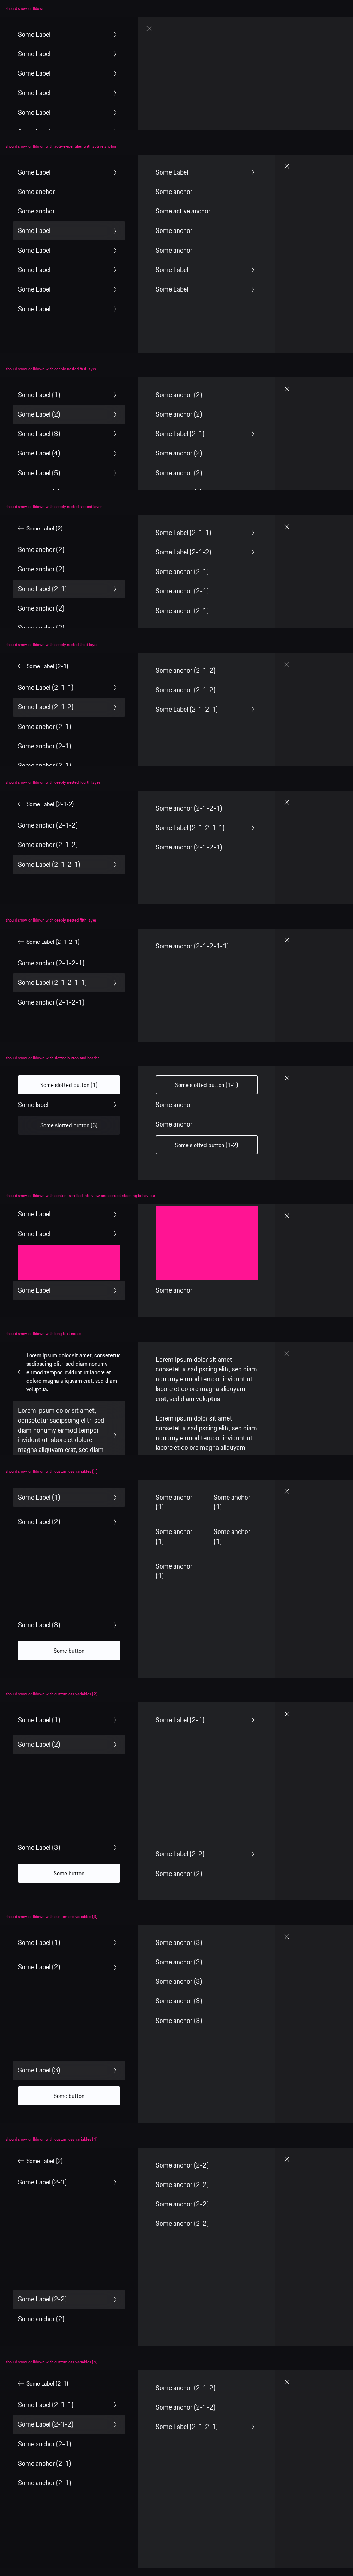 should show drilldown
Some Label
Some Label
Some Label
Some Label
Some Label
should show drilldown with active identifier with active anchor
Some Label
Some anchor
Some anchor
Some Label
Some Label
Some Label
Some Label
Some Label
Some Label
Some anchor
Some active anchor
Some anchor
Some anchor
Some Label
Some Label
should show drilldown with deeply nested first layer
Some Label (1)
Some Label (2)
Some Label (3)
Some Label (4)
Some Label (5)
Some anchor (2)
Some anchor (2)
Some Label (2-1)
Some anchor (2)
Some anchor (2)
should show drilldown with deeply nested second layer
Some Label (2)
Some anchor (2)
Some anchor (2)
Some Label (2-1)
Some anchor (2)
Some anchor (2)
Some Label (2-1-1)
Some Label (2-1-2)
Some anchor (2-1)
Some anchor (2-1)
Some anchor (2-1)
should show drilldown with deeply nested third layer
Some Label (2-1)
Some Label (2-1-1)
Some Label (2-1-2)
Some anchor (2-1)
Some anchor (2-1)
Some anchor (2-1)
Some anchor (2-1-2)
Some anchor (2-1-2)
Some Label (2-1-2-1)
should show drilldown with deeply nested fourth layer
Some Label (2-1-2)
Some anchor (2-1-2)
Some anchor (2-1-2)
Some Label (2-1-2-1)
Some anchor (2-1-2-1)
Some Label (2-1-2-1-1)
Some anchor (2-1-2-1)
should show drilldown with deeply nested fifth layer
Some Label (2-1-2-1)
Some anchor (2-1-2-1)
Some Label (2-1-2-1-1)
Some anchor (2-1-2-1)
Some anchor (2-1-2-1-1)
should show drilldown with slotted button and header
Some slotted button (1)
Some label
Some slotted button (3)
Some slotted button (1-1)
Some anchor
Some anchor
Some slotted button (1-2)
should show drilldown with content scrolled into view and correct stacking behaviour
Some Label
Some Label
Some Label
Some anchor
should show drilldown with long text nodes
Lorem ipsum dolor sit amet, consetetur
sadipscing elitr, sed diam nonumy
eirmod tempor invidunt ut labore et
dolore magna aliquyam erat, sed diam
voluptua.
Lorem ipsum dolor sit amet,
consetetur sadipscing elitr, sed
diam nonumy eirmod tempor
invidunt ut labore et dolore
magna aliquyam erat, sed diam
Lorem ipsum dolor sit amet,
consetetur sadipscing elitr, sed diam
nonumy eirmod tempor invidunt ut
labore et dolore magna aliquyam
erat, sed diam voluptua.
Lorem ipsum dolor sit amet,
consetetur sadipscing elitr, sed diam
nonumy eirmod tempor invidunt ut
labore et dolore magna aliquyam
should show drilldown with custom css variables (1)
Some Label (1)
Some Label (2)
Some Label (3)
Some button
Some anchor
(1)
Some anchor
(1)
Some anchor
(1)
Some anchor
(1)
Some anchor
(1)
should show drilldown with custom css variables (2)
Some Label (1)
Some Label (2)
Some Label (3)
Some button
Some Label (2-1)
Some Label (2-2)
Some anchor (2)
should show drilldown with custom css variables (3)
Some Label (1)
Some Label (2)
Some Label (3)
Some button
Some anchor (3)
Some anchor (3)
Some anchor (3)
Some anchor (3)
Some anchor (3)
should show drilldown with custom css variables (4)
Some Label (2)
Some Label (2-1)
Some Label (2-2)
Some anchor (2)
Some anchor (2-2)
Some anchor (2-2)
Some anchor (2-2)
Some anchor (2-2)
should show drilldown with custom css variables (5)
Some Label (2-1)
Some Label (2-1-1)
Some Label (2-1-2)
Some anchor (2-1)
Some anchor (2-1)
Some anchor (2-1)
Some anchor (2-1-2)
Some anchor (2-1-2)
Some Label (2-1-2-1)